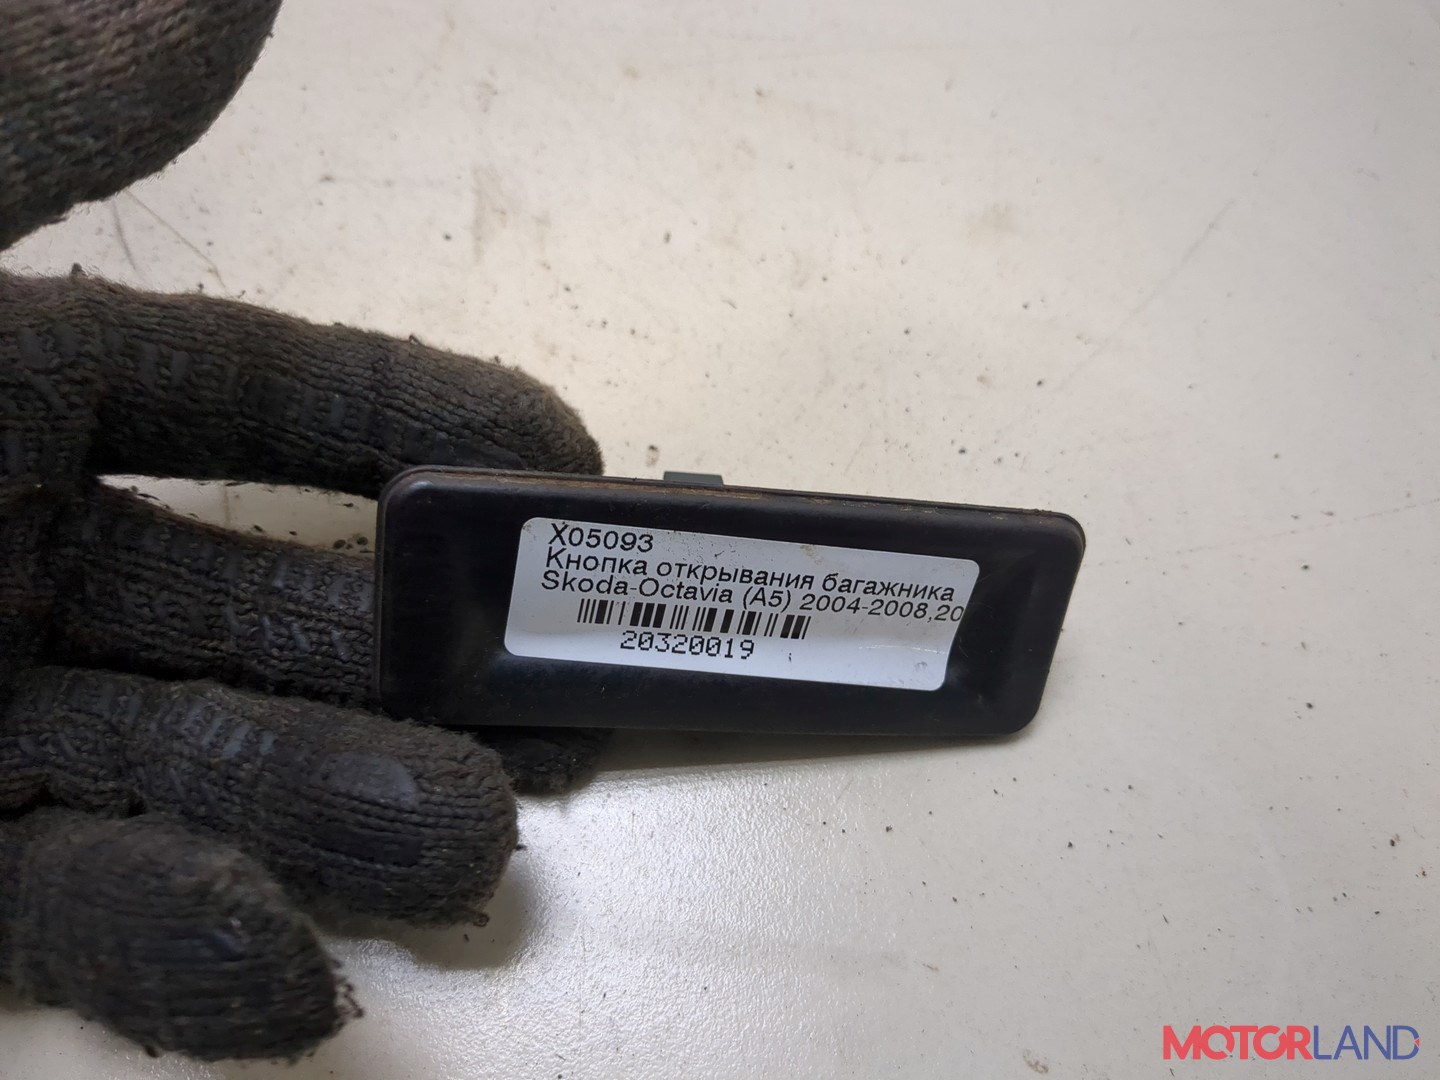 X05093
Кнопка открывания багажника
Skoda-Octavia (A5) 2004-2008,20
20320019
MOTORLAND